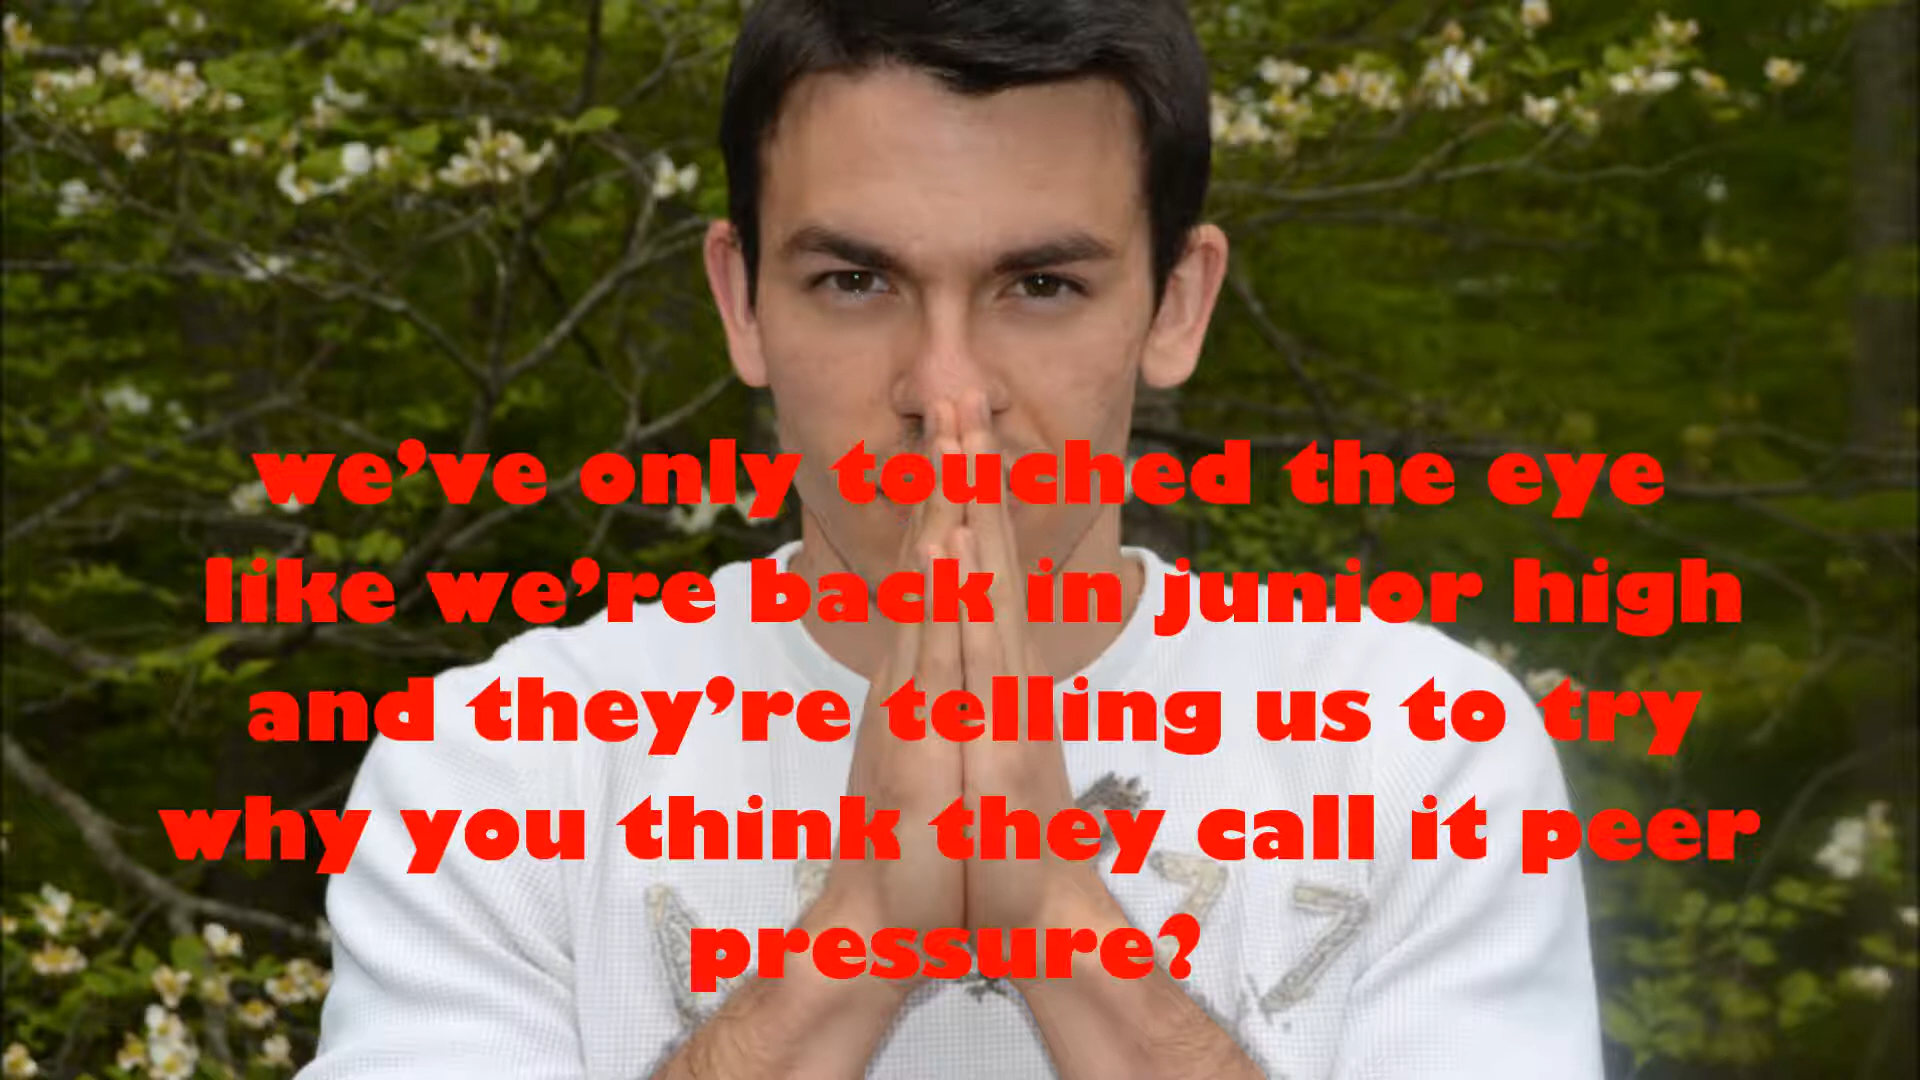 we've only touched the eye
like we're back in junior high
and they're telling us to try
why you think they call it peer
pressure?